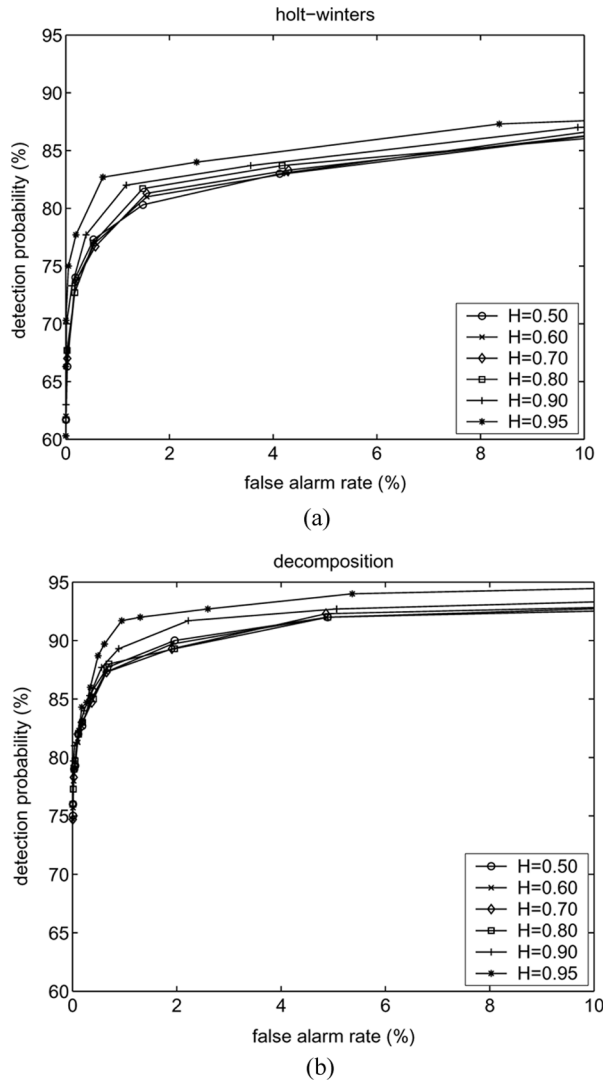 holt-winters
95
90
85
80
75
70
65
60
detection probability (%)
H=0.50
H=0.60
H=0.70
H=0.80
H=0.90
H=0.95
0
2
4
6
8
10
false alarm rate (%)
(a)
decomposition
95
90
85
80
75
70
65
60
detection probability (%)
H=0.50
H=0.60
H=0.70
H=0.80
H=0.90
H=0.95
0
2
4
6
8
10
false alarm rate (%)
(b)